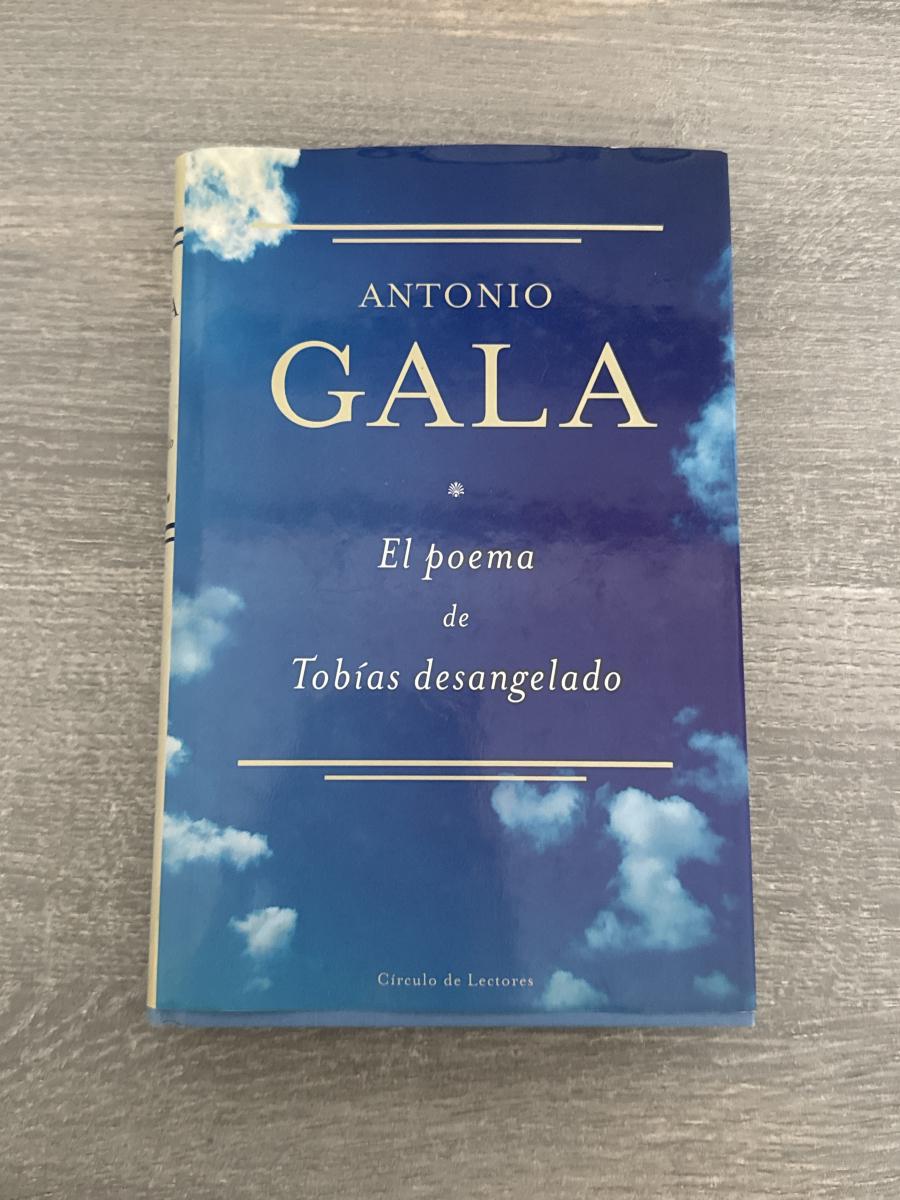 ANTONIO
GALA
El poema
de
Tobías desangelado
Círculo de Lectores